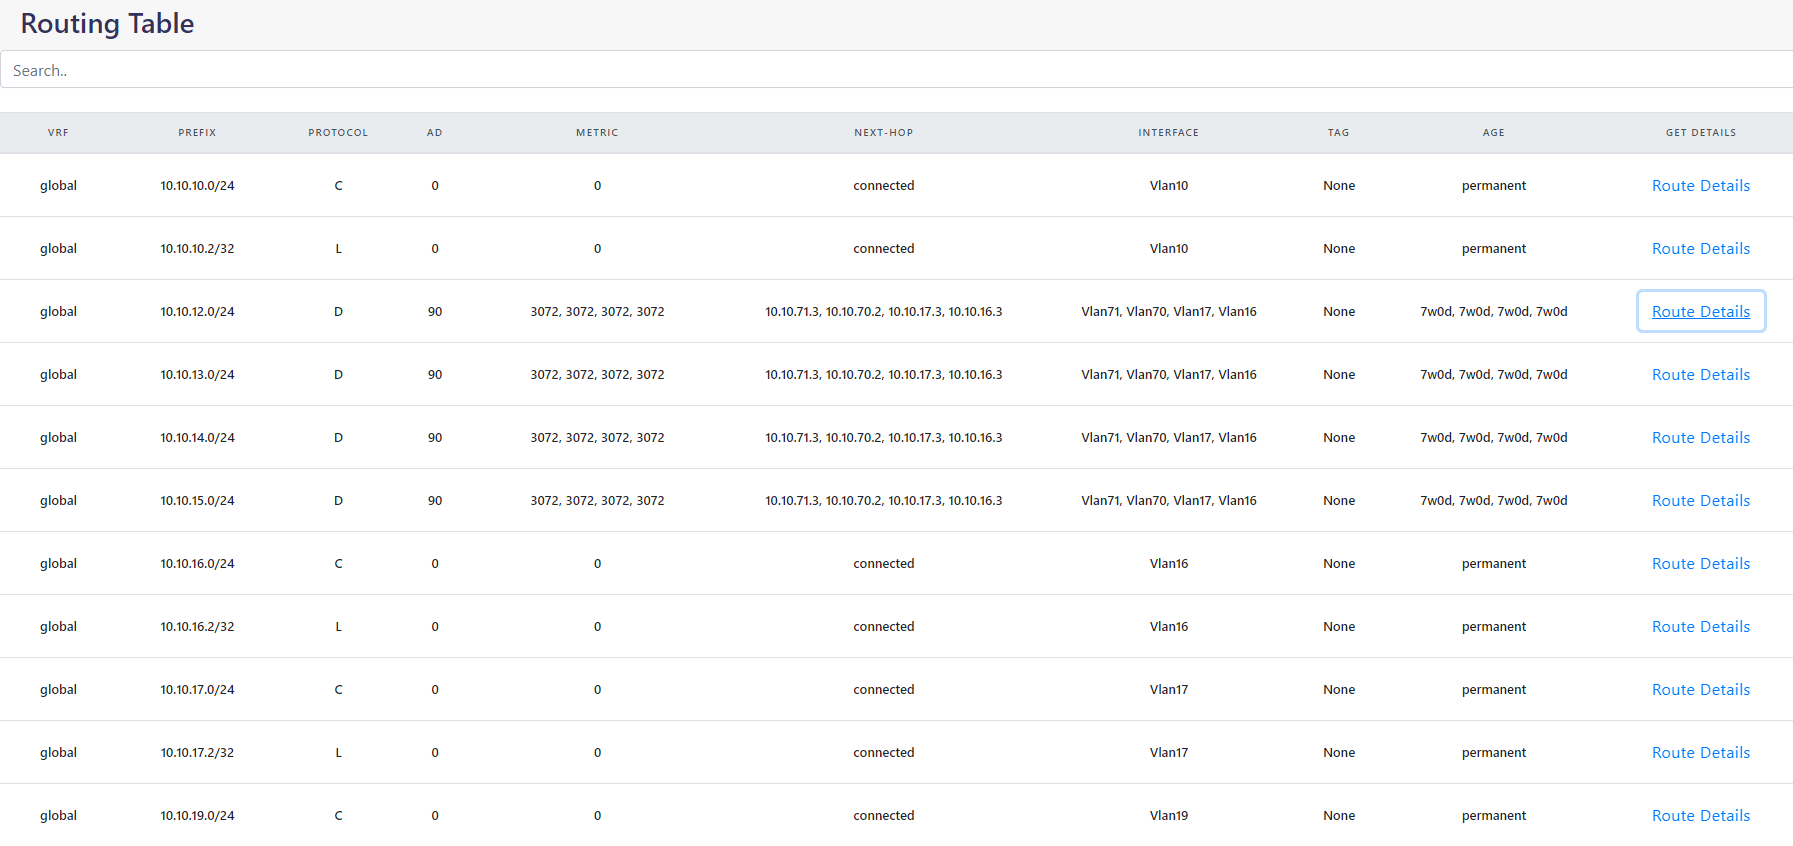 Routing Table
Search..
VRF PREFIX PROTOCOL AD METRIC NEXT-HOP INTERFACE TAG AGE GET DETAILS
global 10.10.10.0/24 C 0 0 connected Vlan10 None permanent Route Details
global 10.10.10.2/32 L 0 0 connected Vlan10 None permanent Route Details
global 10.10.12.0/24 D 90 3072, 3072, 3072, 3072 10.10.71.3, 10.10.70.2, 10.10.17.3, 10.10.16.3 Vlan71, Vlan70, Vlan17, Vlan16 None 7w0d, 7w0d, 7w0d, 7w0d Route Details
global 10.10.13.0/24 D 90 3072, 3072, 3072, 3072 10.10.71.3, 10.10.70.2, 10.10.17.3, 10.10.16.3 Vlan71, Vlan70, Vlan17, Vlan16 None 7w0d, 7w0d, 7w0d, 7w0d Route Details
global 10.10.14.0/24 D 90 3072, 3072, 3072, 3072 10.10.71.3, 10.10.70.2, 10.10.17.3, 10.10.16.3 Vlan71, Vlan70, Vlan17, Vlan16 None 7w0d, 7w0d, 7w0d, 7w0d Route Details
global 10.10.15.0/24 D 90 3072, 3072, 3072, 3072 10.10.71.3, 10.10.70.2, 10.10.17.3, 10.10.16.3 Vlan71, Vlan70, Vlan17, Vlan16 None 7w0d, 7w0d, 7w0d, 7w0d Route Details
global 10.10.16.0/24 C 0 0 connected Vlan16 None permanent Route Details
global 10.10.16.2/32 L 0 0 connected Vlan16 None permanent Route Details
global 10.10.17.0/24 C 0 0 connected Vlan17 None permanent Route Details
global 10.10.17.2/32 L 0 0 connected Vlan17 None permanent Route Details
global 10.10.19.0/24 C 0 0 connected Vlan19 None permanent Route Details